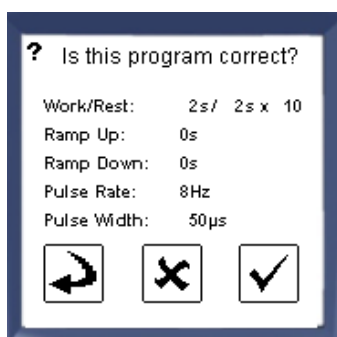 ? Is this program correct?
Work/Rest: 2s/ 2s x 10
Ramp Up: 0s
Ramp Down: 0s
Pulse Rate: 8Hz
Pulse Width: 50µs